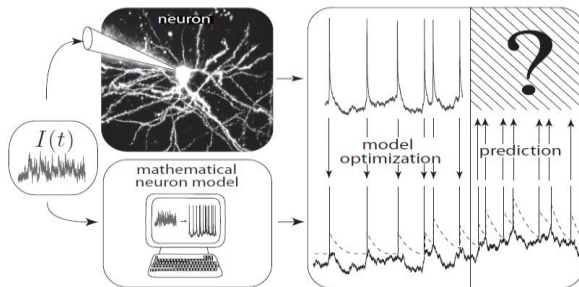 neuron
I(t)
mathematical
neuron model
model
optimization
prediction
?